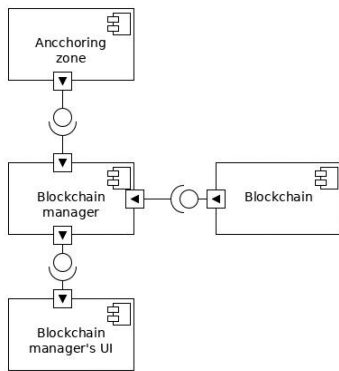 Ancchoring
zone
Blockchain
manager
Blockchain
Blockchain
manager's UI